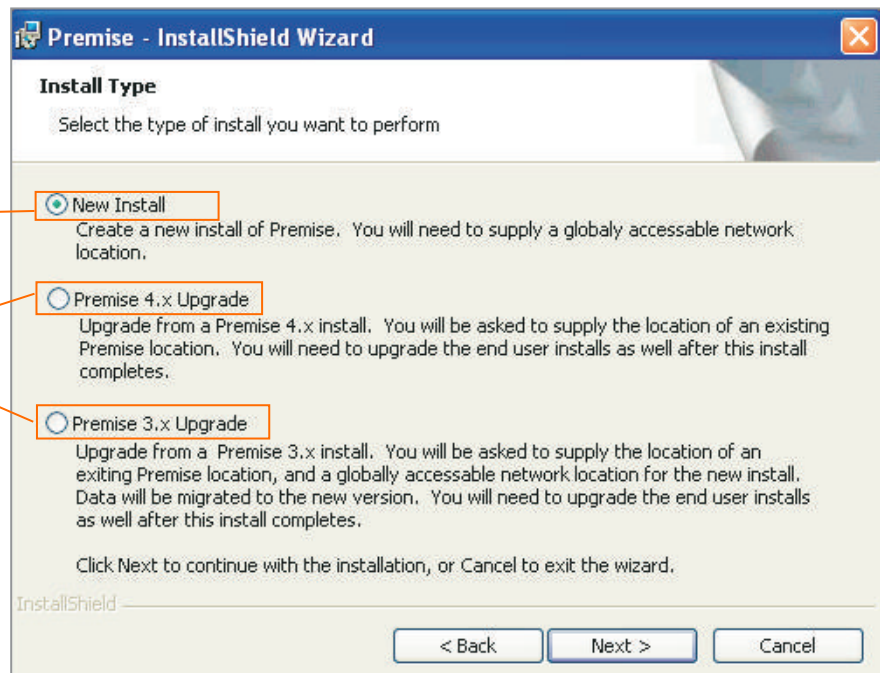 Premise - InstallShield Wizard
Install Type
Select the type of install you want to perform
New Install
Create a new install of Premise. You will need to supply a globaly accessable network
location.
Premise 4.x Upgrade
Upgrade from a Premise 4.x install. You will be asked to supply the location of an existing
Premise location. You will need to upgrade the end user installs as well after this install
completes.
Premise 3.x Upgrade
Upgrade from a Premise 3.x install. You will be asked to supply the location of an
exiting Premise location, and a globally accessable network location for the new install.
Data will be migrated to the new version. You will need to upgrade the end user installs
as well after this install completes.
Click Next to continue with the installation, or Cancel to exit the wizard.
InstallShield
< Back Next > Cancel